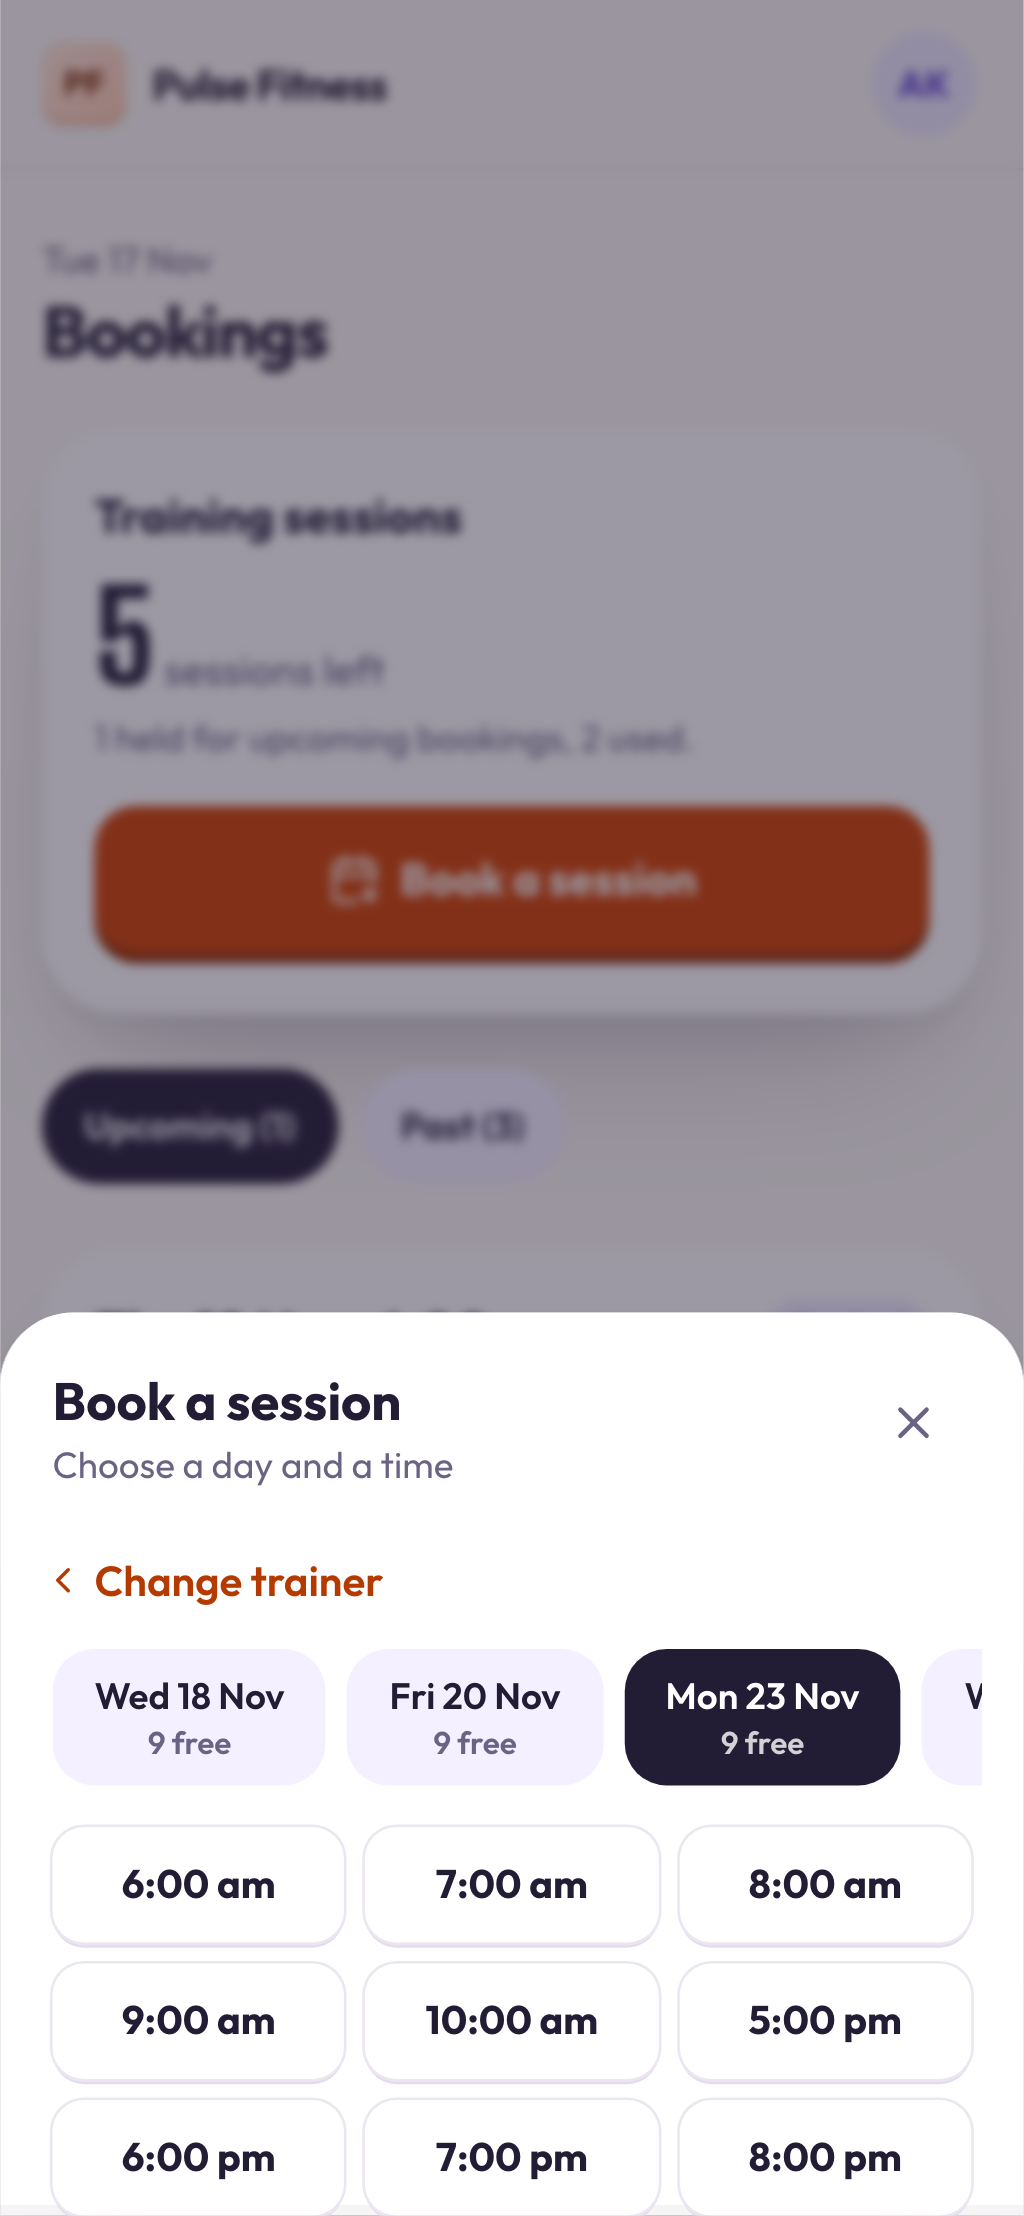 PF Pulse Fitness AK
Tue 17 Nov
Bookings
Training sessions
5 sessions left
1 held for upcoming bookings, 2 used.
Book a session
Upcoming (1) Past (3)
Book a session
Choose a day and a time
Change trainer
Wed 18 Nov Fri 20 Nov Mon 23 Nov
9 free 9 free 9 free
6:00 am 7:00 am 8:00 am
9:00 am 10:00 am 5:00 pm
6:00 pm 7:00 pm 8:00 pm